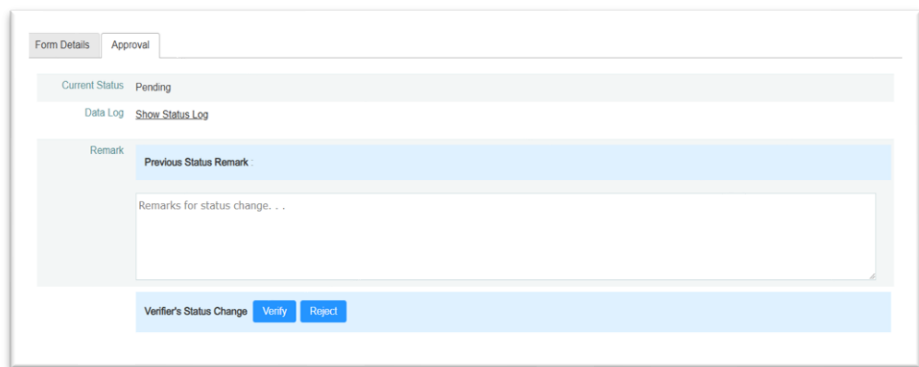 Form Details Approval
Current Status Pending
Data Log Show Status Log
Remark
Previous Status Remark :
Remarks for status change. . .
Verifier's Status Change Verify Reject